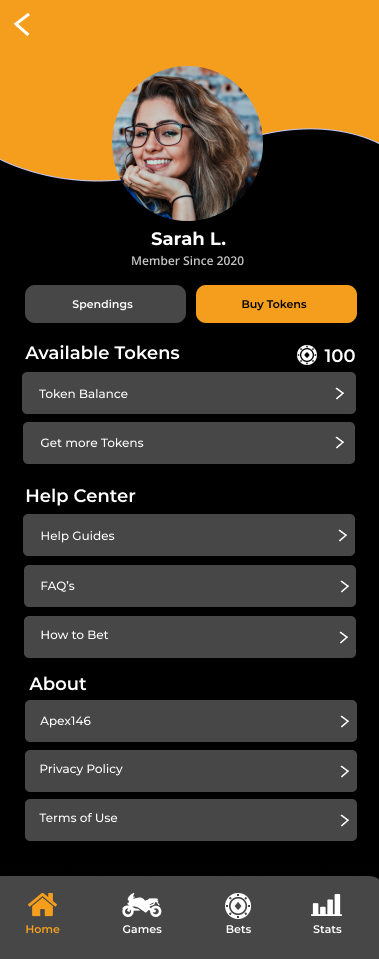 Sarah L.
Member Since 2020
Spendings
Buy Tokens
Available Tokens
100
Token Balance
Get more Tokens
Help Center
Help Guides
FAQ's
How to Bet
About
Apex146
Privacy Policy
Terms of Use
Home
Games
Bets
Stats